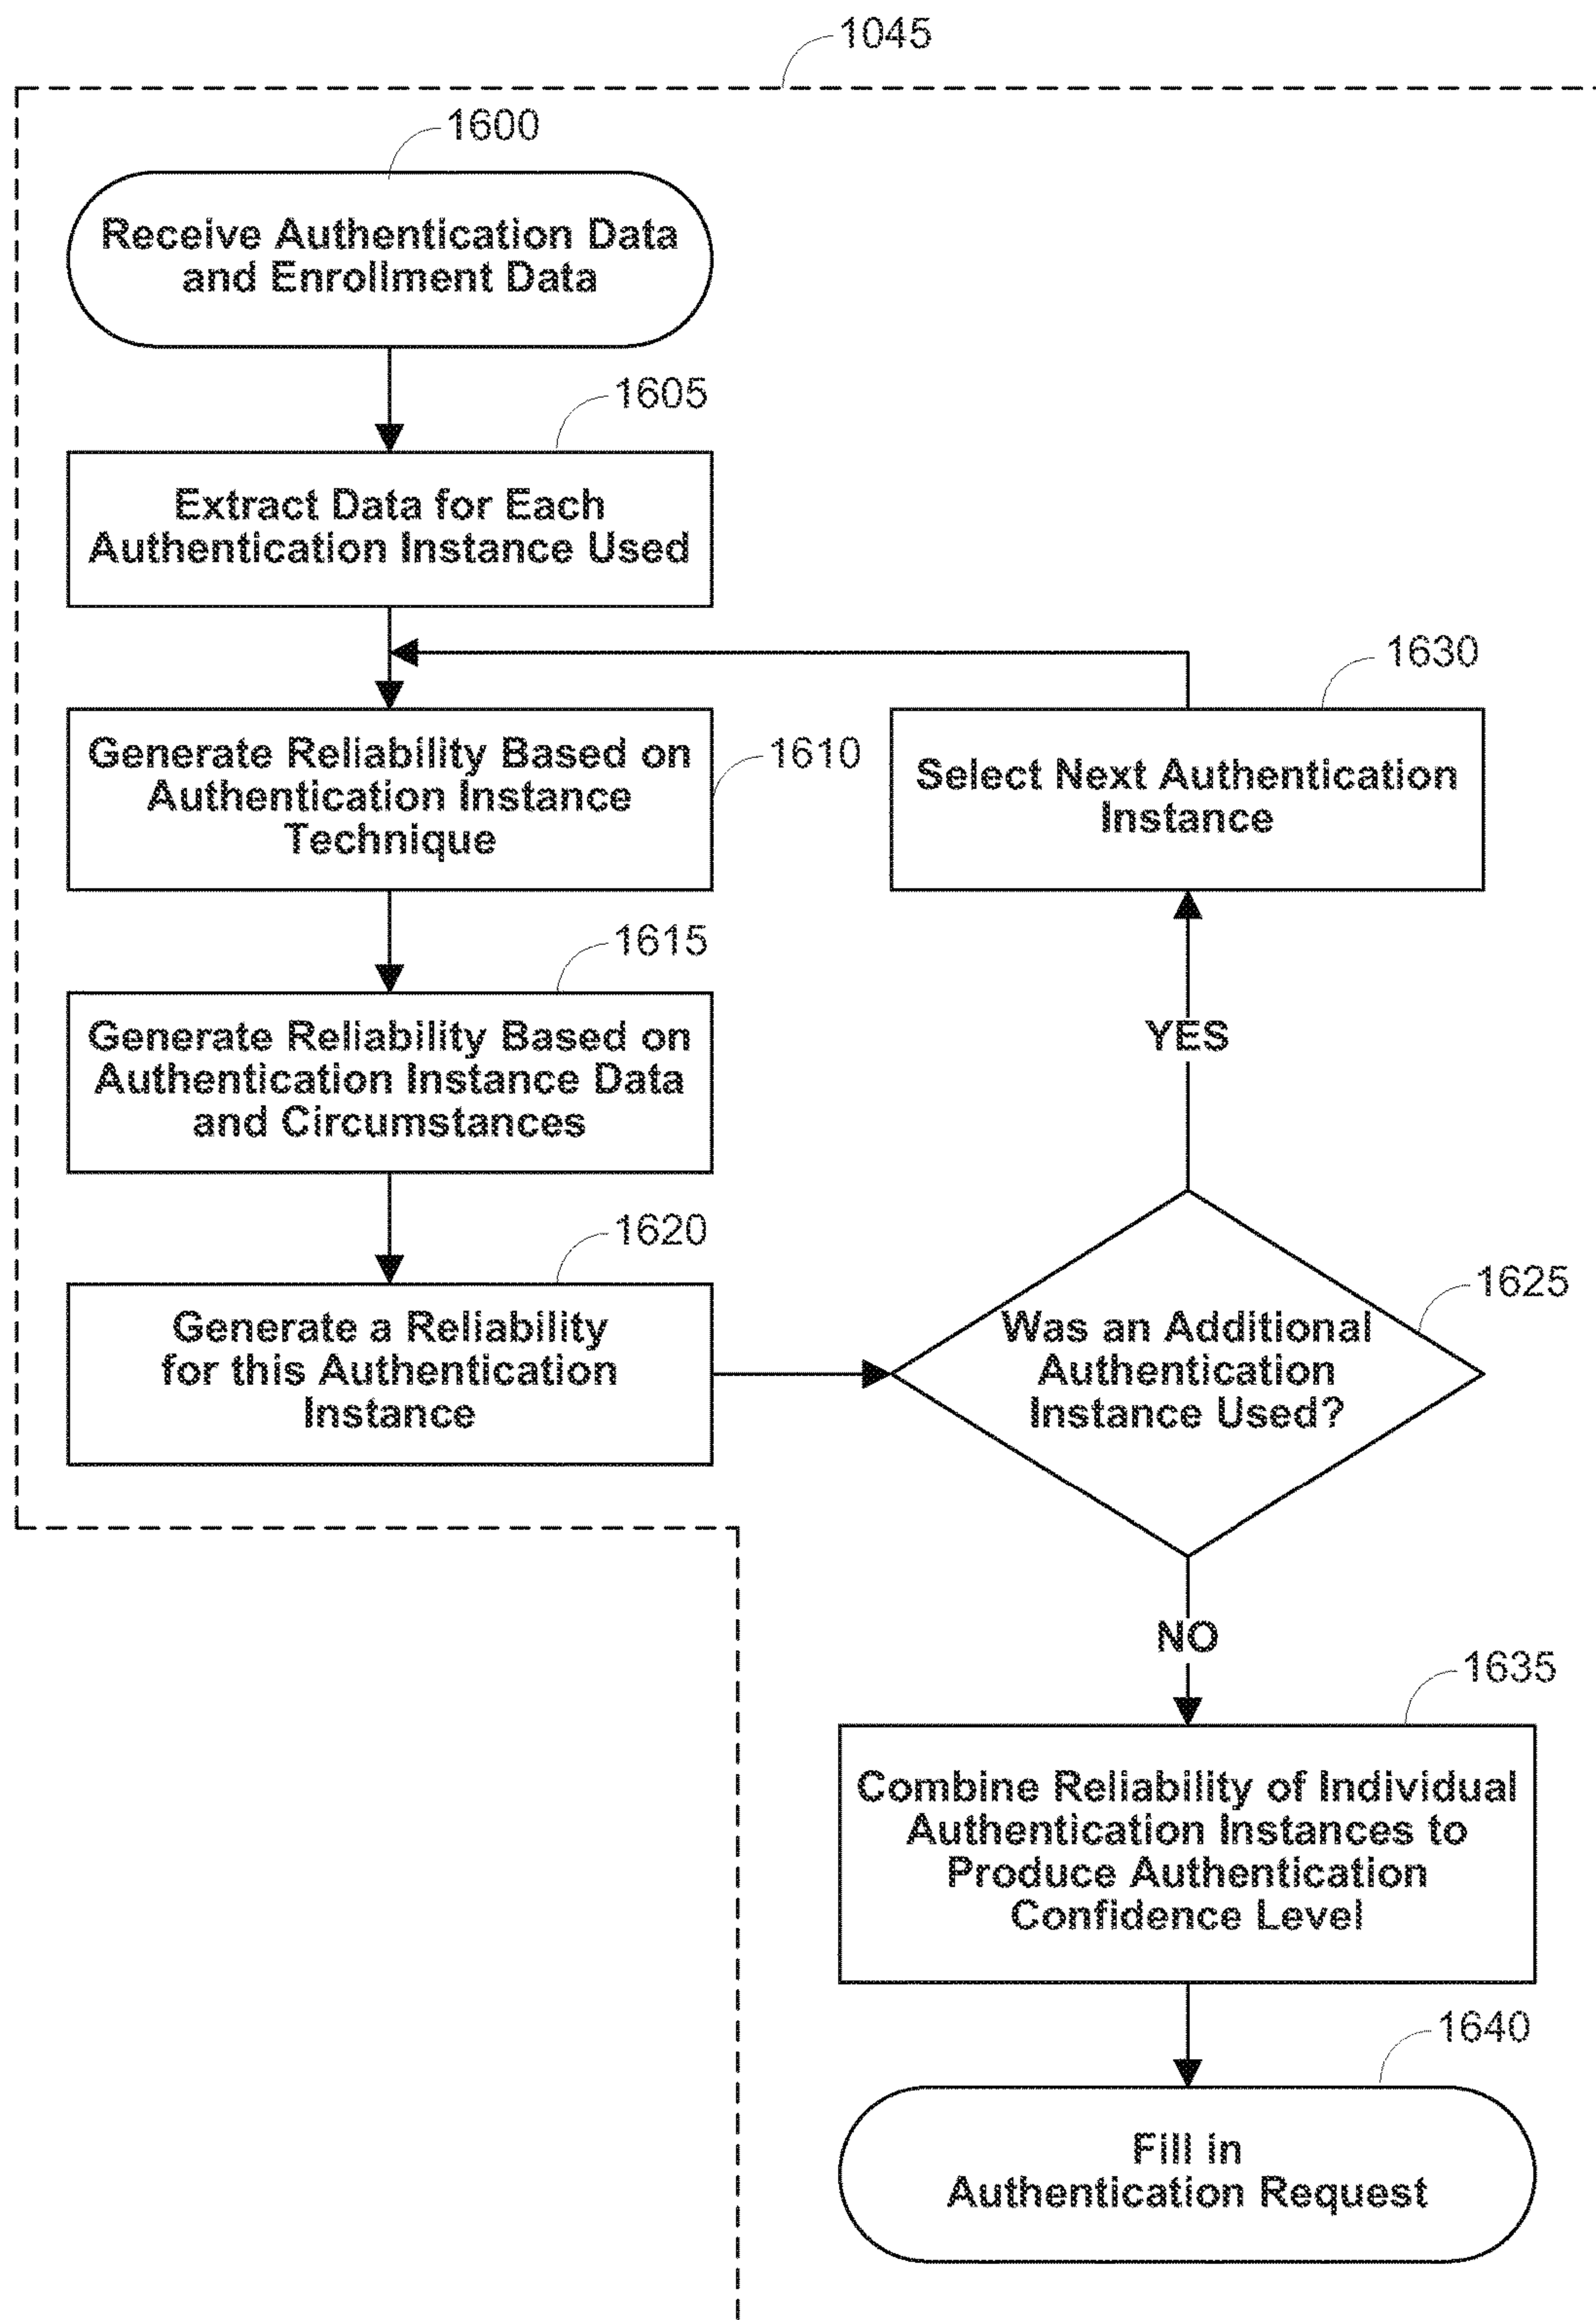 1045
1600
Receive Authentication Data
and Enrollment Data
1605
Extract Data for Each
Authentication Instance Used
1610
Generate Reliability Based on
Authentication Instance
Technique
1630
Select Next Authentication
Instance
1615
Generate Reliability Based on
Authentication Instance Data
and Circumstances
YES
1620
Generate a Reliability
for this Authentication
Instance
1625
Was an Additional
Authentication
Instance Used?
NO
1635
Combine Reliability of Individual
Authentication Instances to
Produce Authentication
Confidence Level
1640
Fill in
Authentication Request